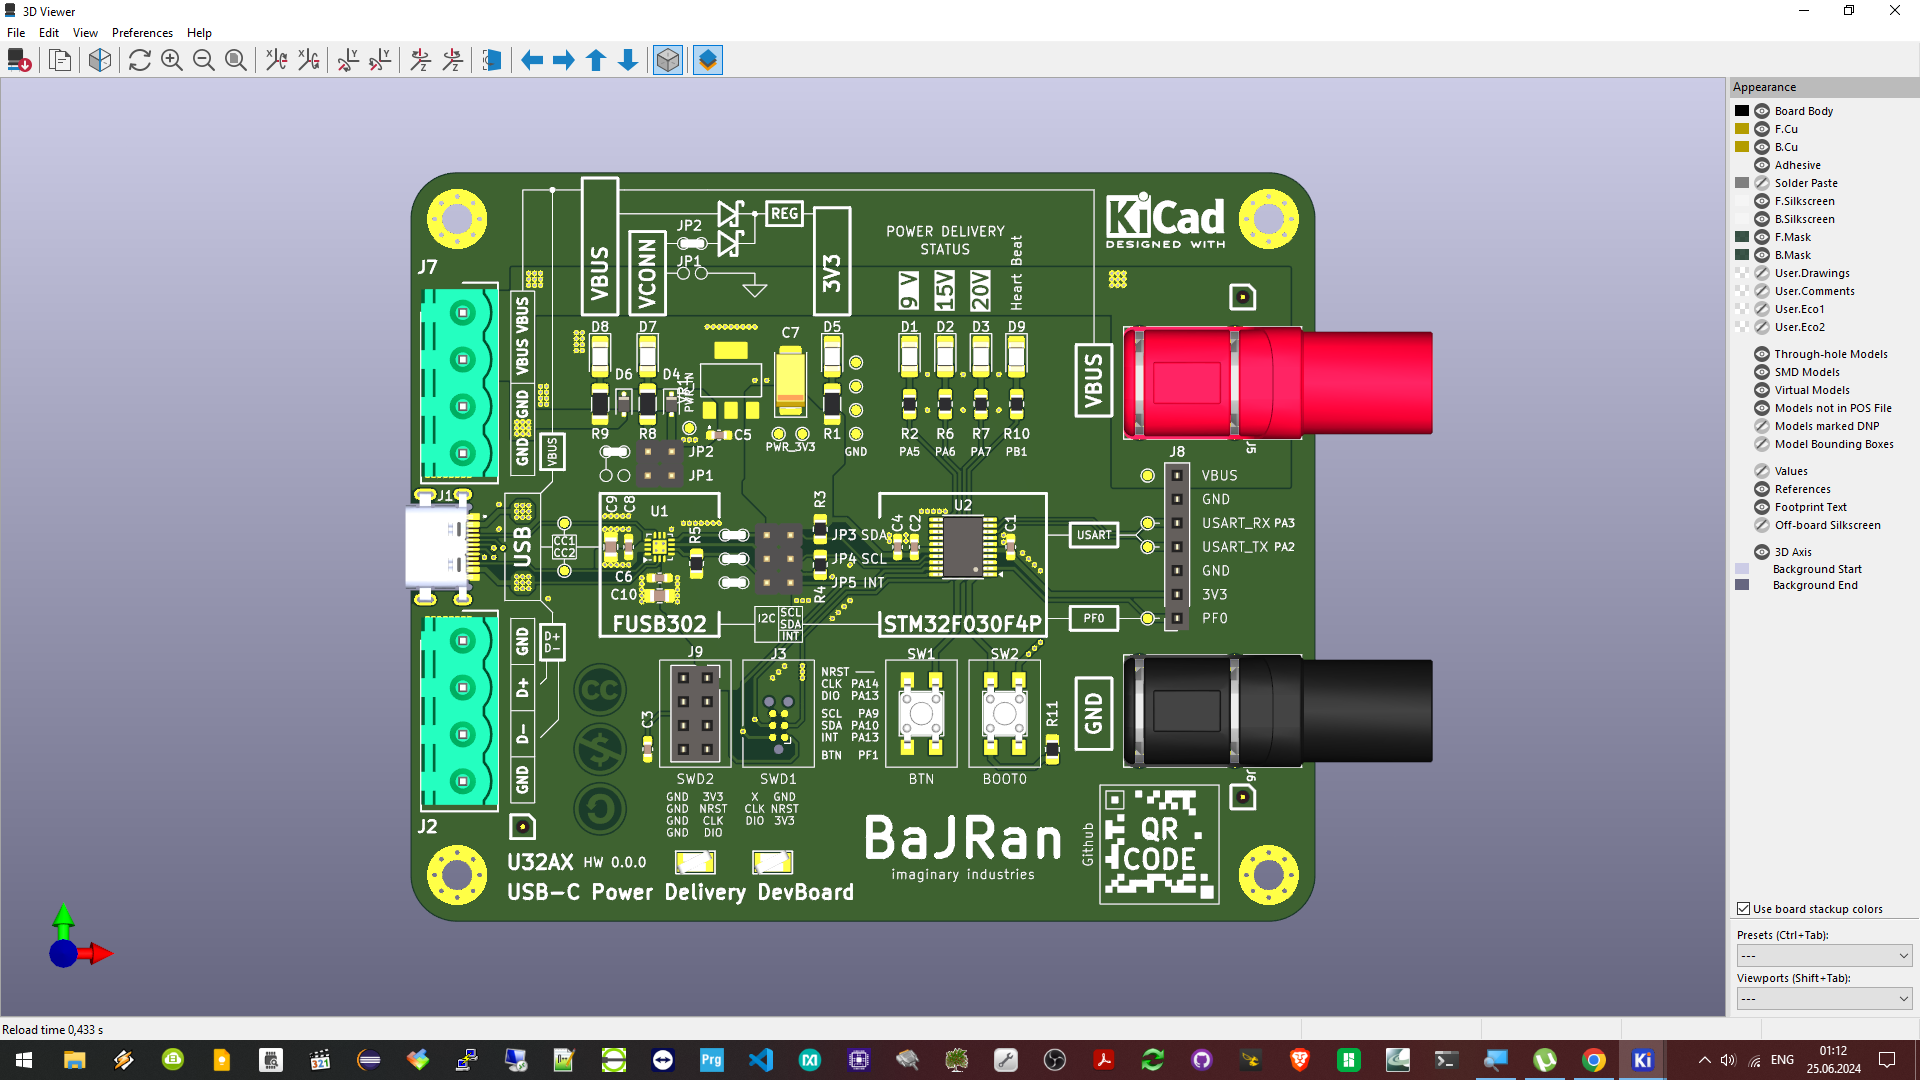 3D Viewer
File Edit View Preferences Help
KiCad
DESIGNED WITH
VBUS
VCONN
JP2
JP1
REG
3V3
POWER DELIVERY
STATUS
9 V
15V
20V
Heart Beat
J7
VBUS VBUS
GND GND
D8
D7
D6
D4
C7
D5
D1
D2
D3
D9
PWR_IN
R9
R8
C5
PWR_3V3
R1
GND
R2
R6
R7
R10
PA5
PA6
PA7
PB1
VBUS
J5
VBUS
JP2
JP1
J8
VBUS
GND
USART_RX PA3
USART_TX PA2
GND
3V3
PF0
J1
USB
CC1
CC2
C9
C8
U1
R5
R3
JP3 SDA
JP4 SCL
JP5 INT
R4
C6
C10
FUSB302
I2C
SCL
SDA
INT
U2
C4
C2
C1
STM32F030F4P
USART
PF0
GND
D+
D-
GND
D+
D-
J2
J9
J3
C3
SWD2
SWD1
GND 3V3
GND NRST
GND CLK
GND DIO
X GND
CLK NRST
DIO 3V3
NRST
CLK PA14
DIO PA13
SCL PA9
SDA PA10
INT PA13
BTN PF1
SW1
SW2
BTN
BOOT0
R11
GND
J6
CC
U32AX HW 0.0.0
USB-C Power Delivery DevBoard
BaJRan
imaginary industries
Github
QR
CODE
Appearance
Board Body
F.Cu
B.Cu
Adhesive
Solder Paste
F.Silkscreen
B.Silkscreen
F.Mask
B.Mask
User.Drawings
User.Comments
User.Eco1
User.Eco2
Through-hole Models
SMD Models
Virtual Models
Models not in POS File
Models marked DNP
Model Bounding Boxes
Values
References
Footprint Text
Off-board Silkscreen
3D Axis
Background Start
Background End
Use board stackup colors
Presets (Ctrl+Tab):
---
Viewports (Shift+Tab):
---
Reload time 0,433 s
321
Prg
Ki
ENG
01:12
25.06.2024